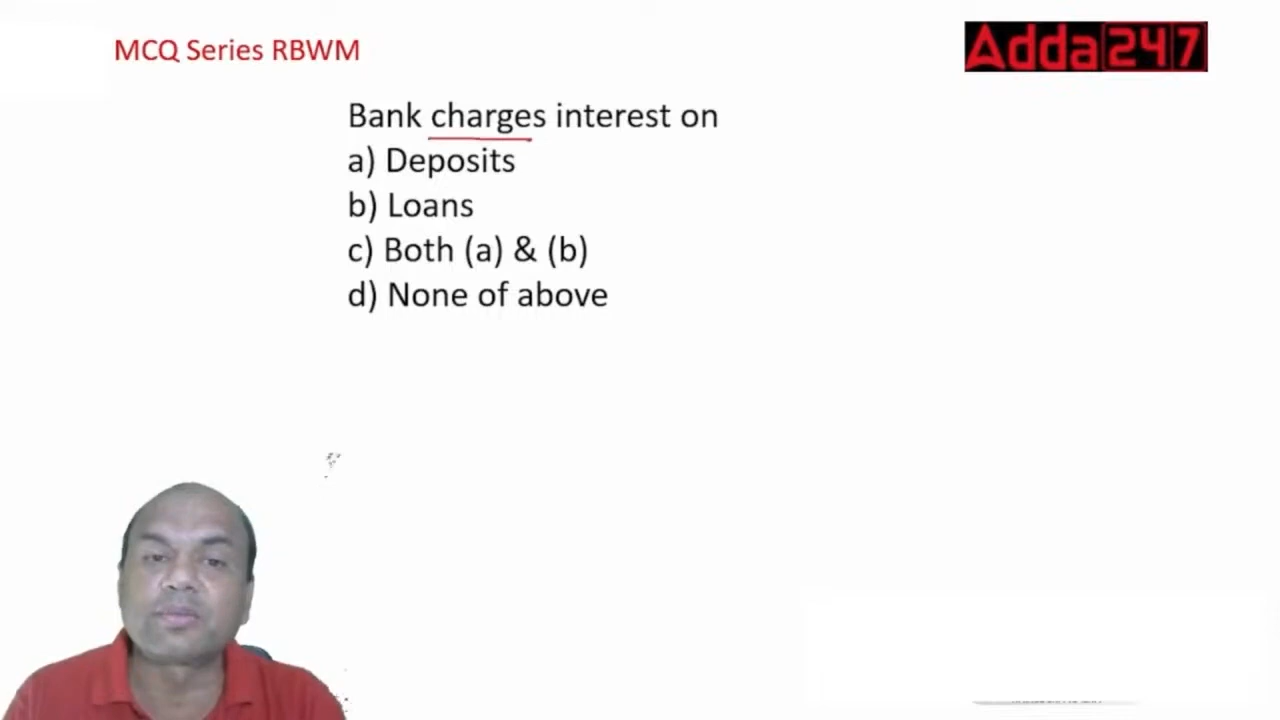 MCQ Series RBWM
Adda247
Bank charges interest on
a) Deposits
b) Loans
c) Both (a) & (b)
d) None of above